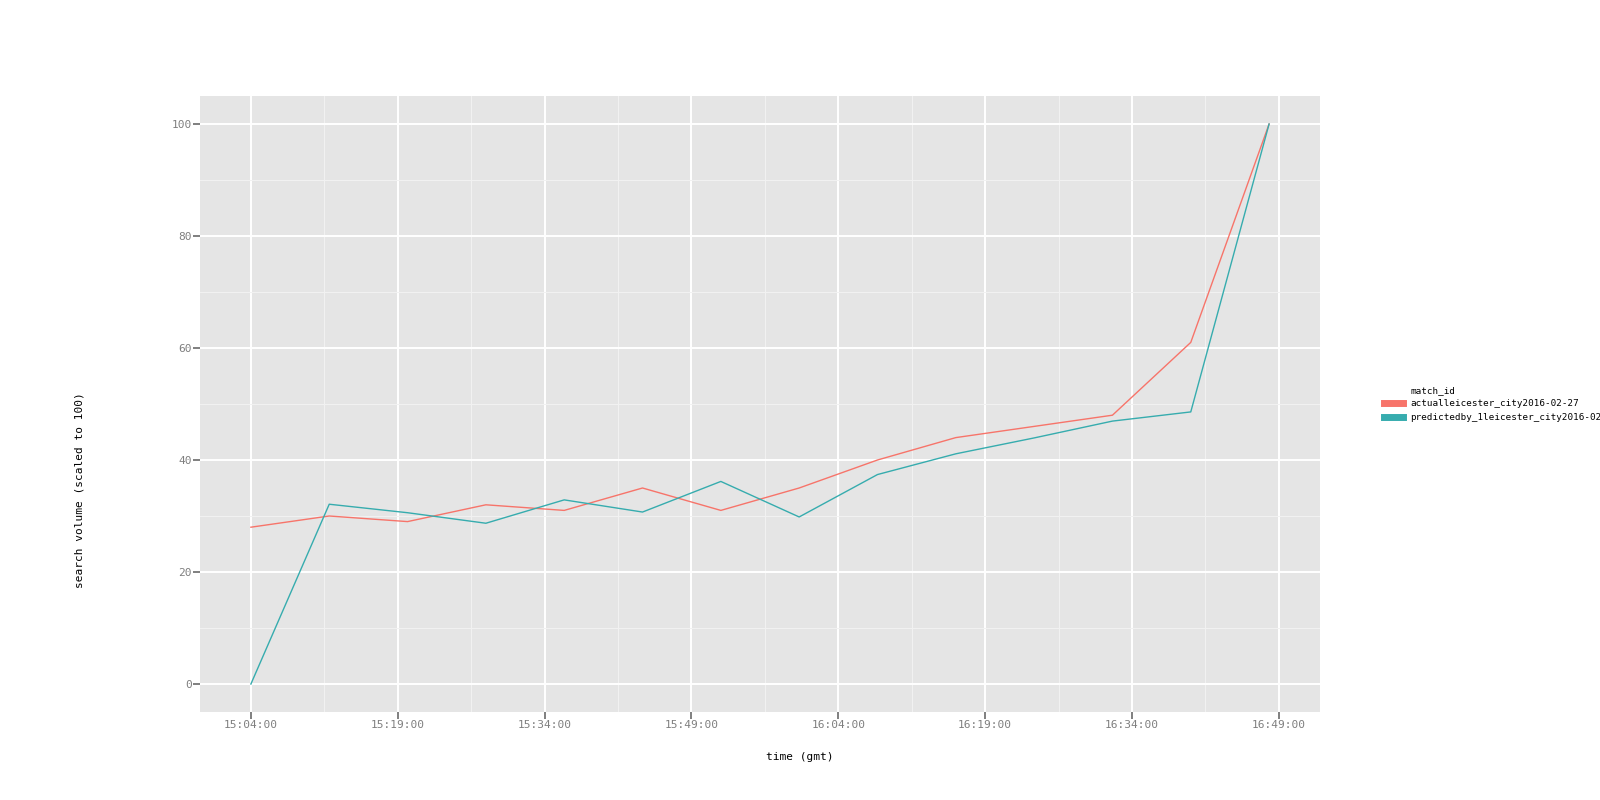 100
80
60
40
20
0
search volume (scaled to 100)
15:04:00 15:19:00 15:34:00 15:49:00 16:04:00 16:19:00 16:34:00 16:49:00
time (gmt)
match_id
actualleicester_city2016-02-27
predictedby_1leicester_city2016-02